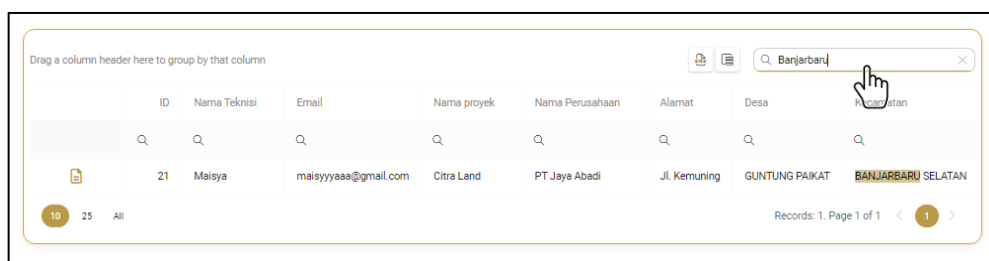 Drag a column header here to group by that column Banjarbaru
ID Nama Teknisi Email Nama proyek Nama Perusahaan Alamat Desa Kecamatan
21 Maisya maisyyyaaa@gmail.com Citra Land PT Jaya Abadi Jl. Kemuning GUNTUNG PAIKAT BANJARBARU SELATAN
10 25 All Records: 1. Page 1 of 1 < 1 >